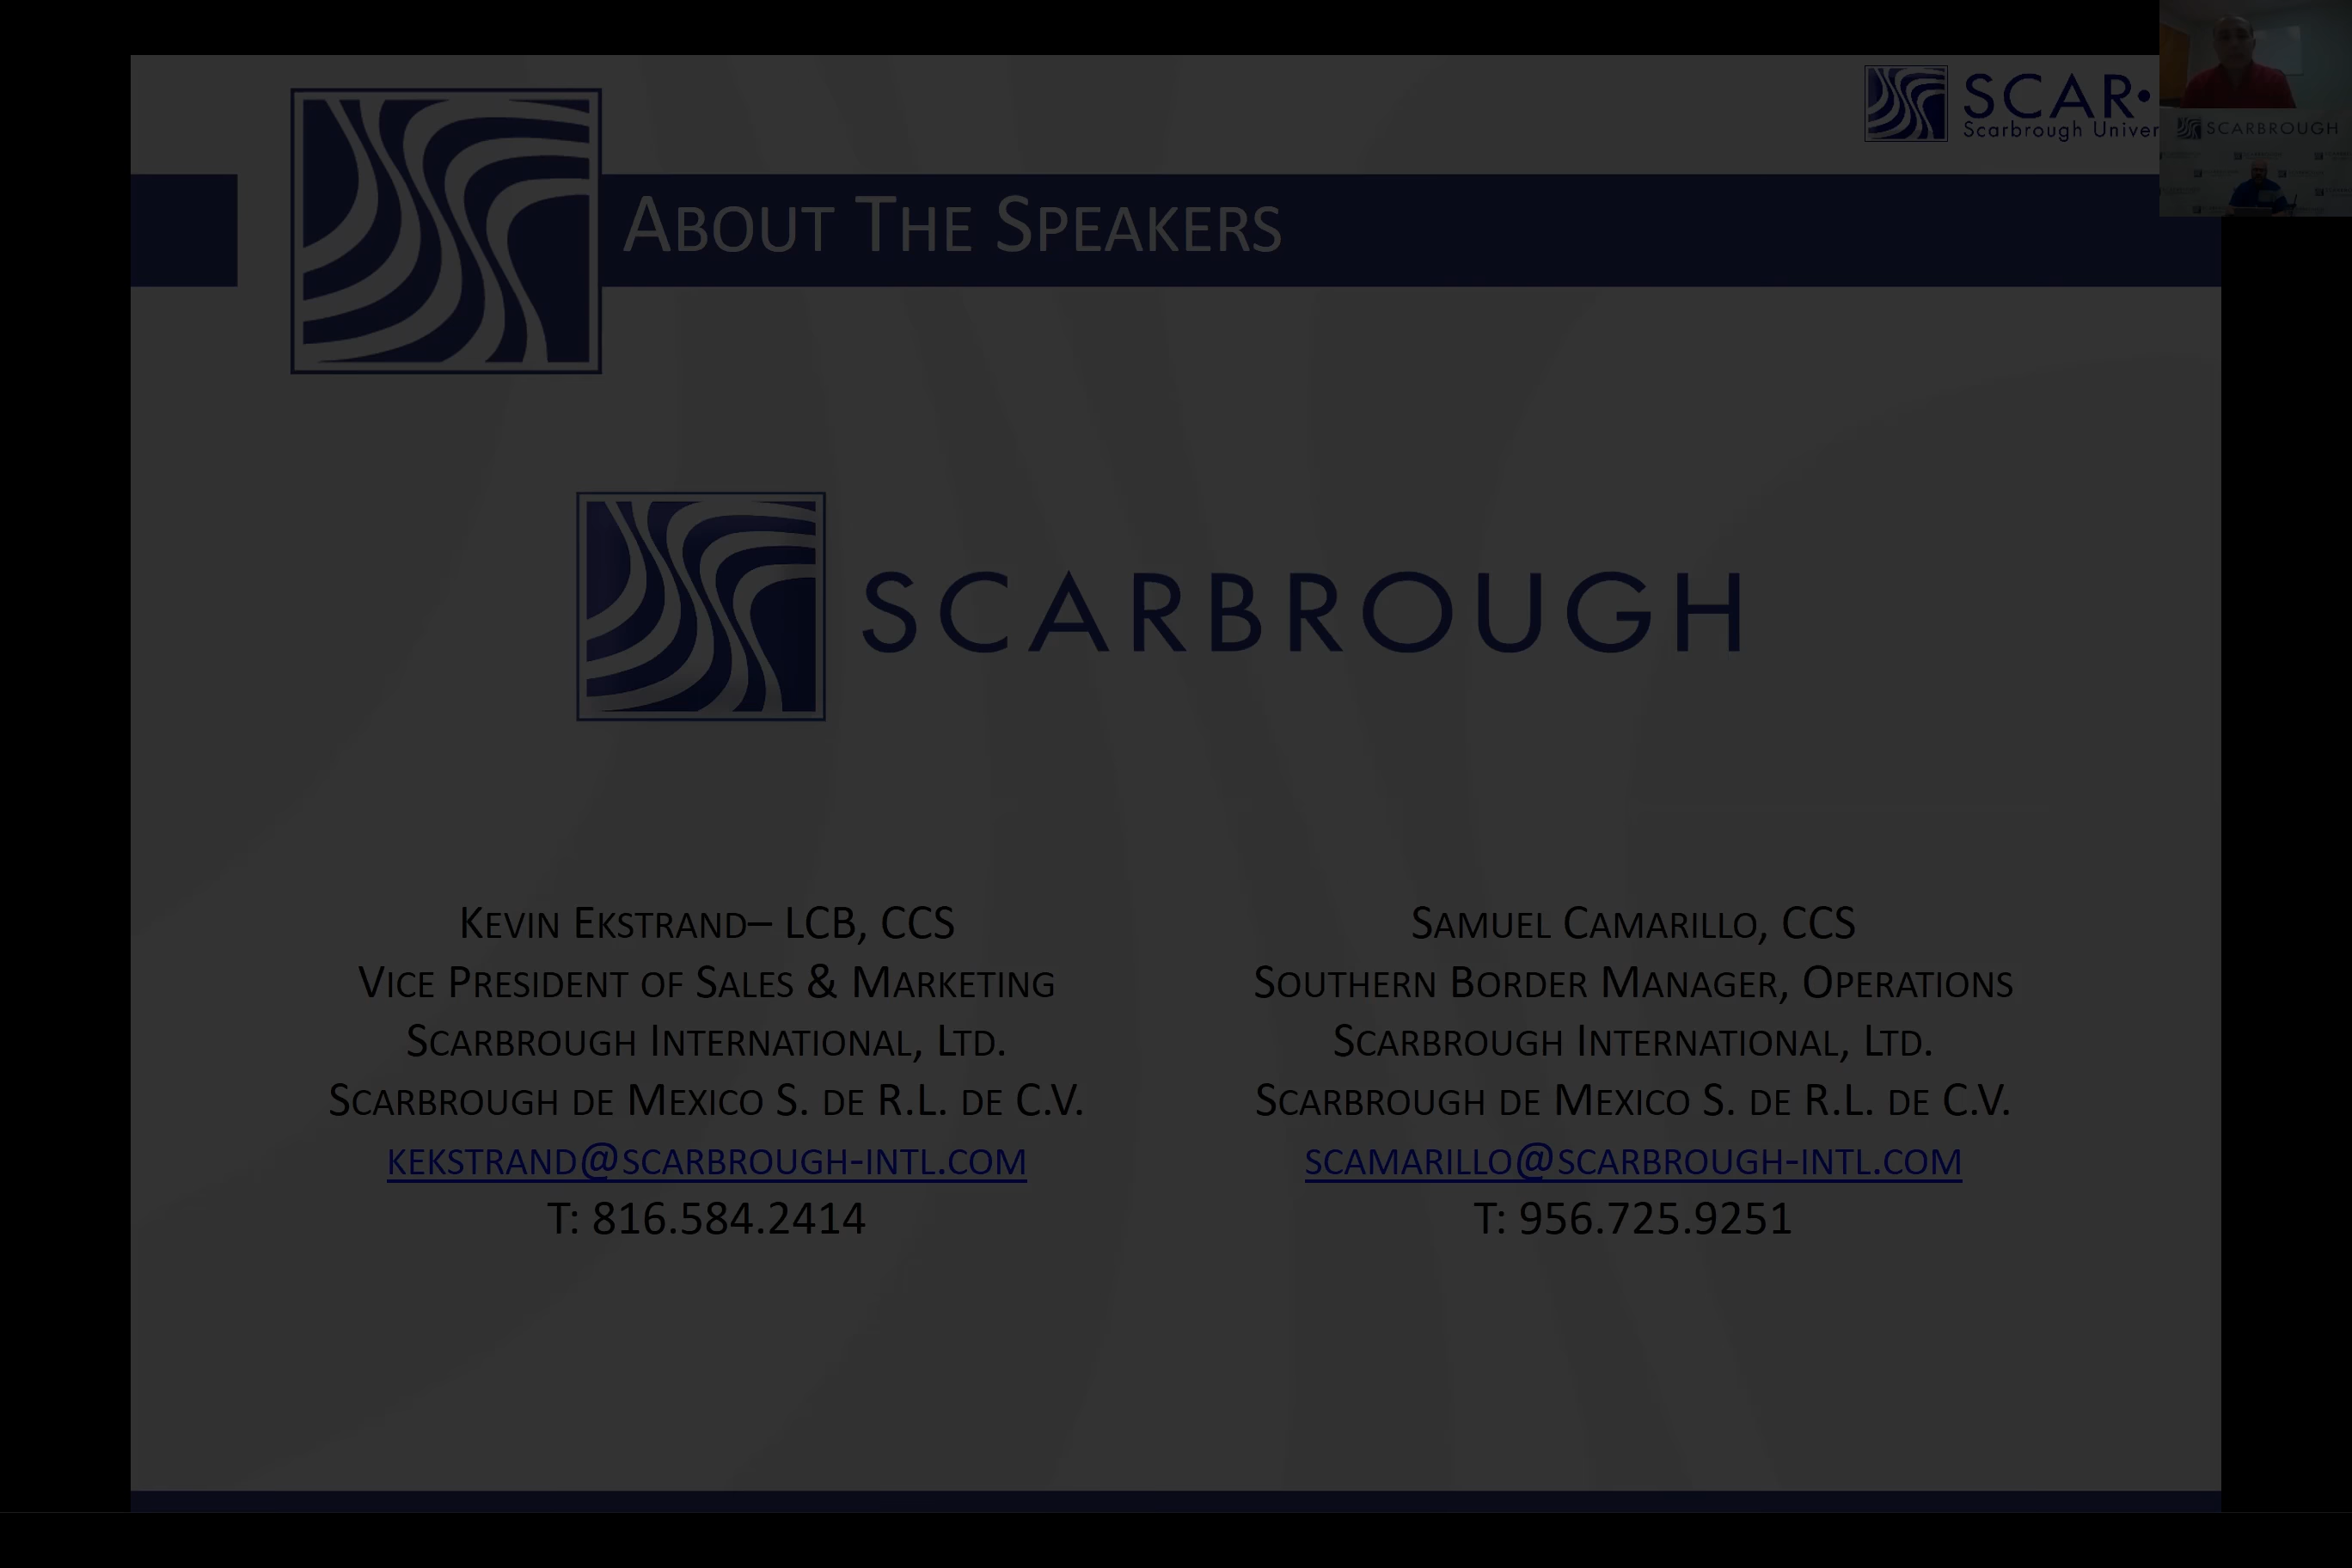 SCAR•
Scarbrough Univer
SCARBROUGH
ABOUT THE SPEAKERS
SCARBROUGH
KEVIN EKSTRAND– LCB, CCS
VICE PRESIDENT OF SALES & MARKETING
SCARBROUGH INTERNATIONAL, LTD.
SCARBROUGH DE MEXICO S. DE R.L. DE C.V.
KEKSTRAND@SCARBROUGH-INTL.COM
T: 816.584.2414
SAMUEL CAMARILLO, CCS
SOUTHERN BORDER MANAGER, OPERATIONS
SCARBROUGH INTERNATIONAL, LTD.
SCARBROUGH DE MEXICO S. DE R.L. DE C.V.
SCAMARILLO@SCARBROUGH-INTL.COM
T: 956.725.9251